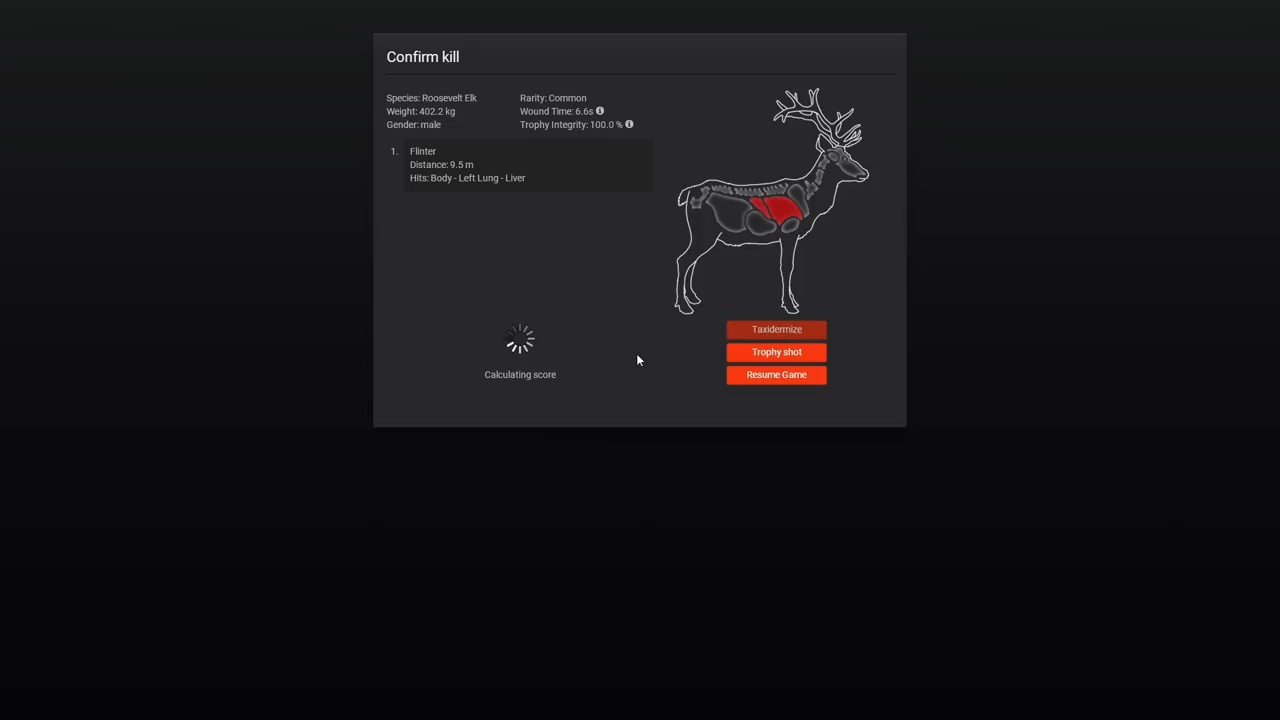 Confirm kill
Species: Roosevelt Elk
Weight: 402.2 kg
Gender: male
Rarity: Common
Wound Time: 6.6s
Trophy Integrity: 100.0 %
1. Flinter
Distance: 9.5 m
Hits: Body - Left Lung - Liver
Calculating score
Taxidermize
Trophy shot
Resume Game